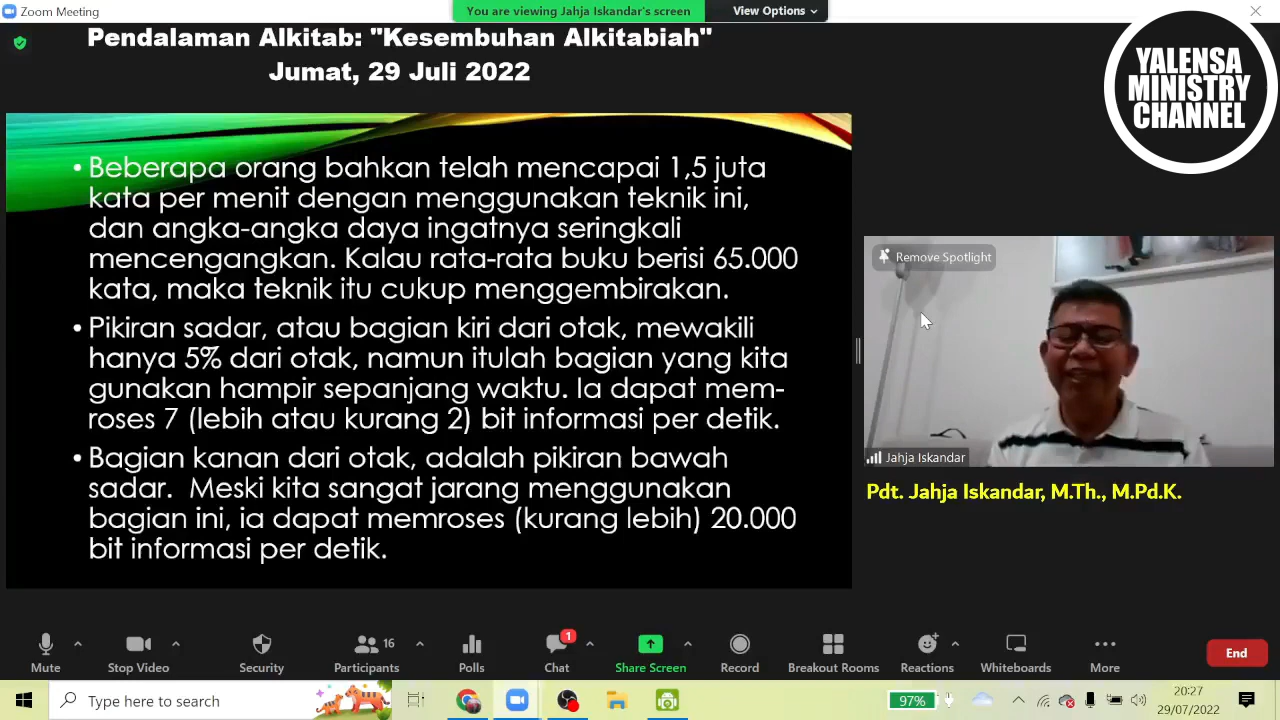 Zoom Meeting
You are viewing Jahja Iskandar's screen
View Options
Pendalaman Alkitab: "Kesembuhan Alkitabiah"
Jumat, 29 Juli 2022
YALENSA
MINISTRY
CHANNEL
• Beberapa orang bahkan telah mencapai 1,5 juta
kata per menit dengan menggunakan teknik ini,
dan angka-angka daya ingatnya seringkali
mencengangkan. Kalau rata-rata buku berisi 65.000
kata, maka teknik itu cukup menggembirakan.
• Pikiran sadar, atau bagian kiri dari otak, mewakili
hanya 5% dari otak, namun itulah bagian yang kita
gunakan hampir sepanjang waktu. Ia dapat mem-
roses 7 (lebih atau kurang 2) bit informasi per detik.
• Bagian kanan dari otak, adalah pikiran bawah
sadar. Meski kita sangat jarang menggunakan
bagian ini, ia dapat memroses (kurang lebih) 20.000
bit informasi per detik.
Remove Spotlight
Jahja Iskandar
Pdt. Jahja Iskandar, M.Th., M.Pd.K.
Mute
Stop Video
Security
16
Participants
Polls
1
Chat
Share Screen
Record
Breakout Rooms
Reactions
Whiteboards
More
End
Type here to search
97%
20:27
29/07/2022